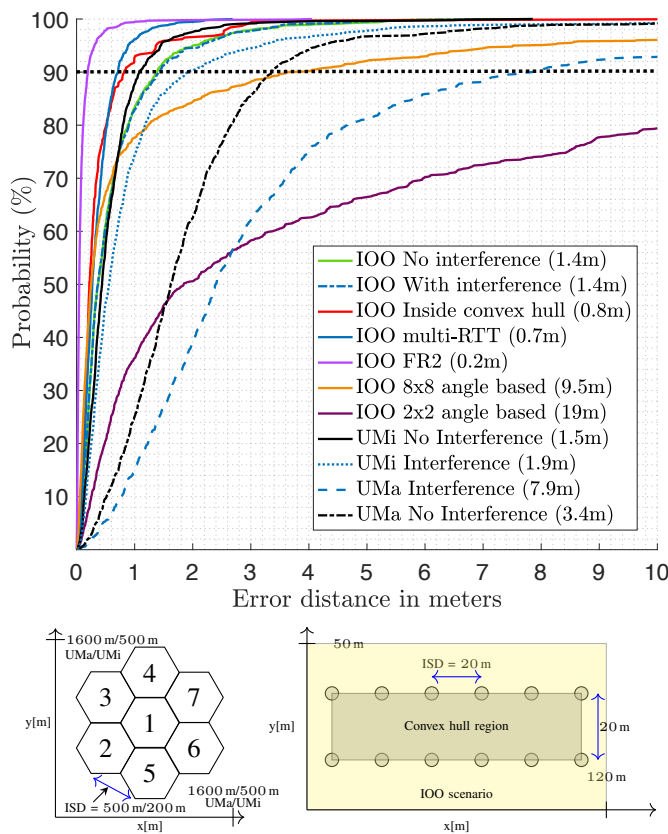 100
90
80
70
60
50
40
30
20
10
Probability (%)
IOO No interference (1.4m)
IOO With interference (1.4m)
IOO Inside convex hull (0.8m)
IOO multi-RTT (0.7m)
IOO FR2 (0.2m)
IOO 8x8 angle based (9.5m)
IOO 2x2 angle based (19m)
UMi No Interference (1.5m)
UMi Interference (1.9m)
UMa Interference (7.9m)
UMa No Interference (3.4m)
0 1 2 3 4 5 6 7 8 9 10
Error distance in meters
1600 m/500 m
UMa/UMi
y[m]
4
3
7
1
2
6
5
ISD = 500 m/200 m
1600 m/500 m
UMa/UMi
x[m]
50 m
ISD = 20 m
y[m]
Convex hull region
20 m
120 m
IOO scenario
x[m]